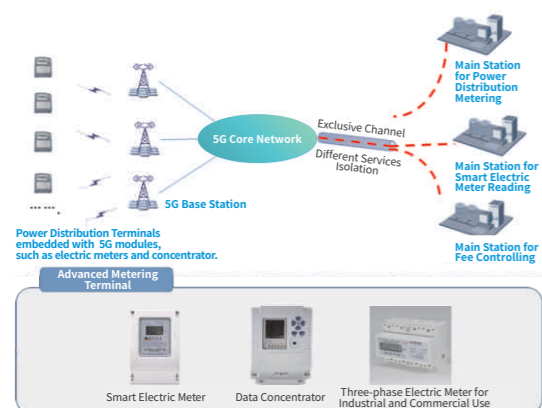 Main Station
for Power
Distribution
Metering
5G Core Network
Exclusive Channel
Different Services
Isolation
Main Station for
Smart Electric
Meter Reading
5G Base Station
Power Distribution Terminals
embedded with 5G modules,
such as electric meters and concentrator.
Main Station for
Fee Controlling
Advanced Metering
Terminal
Smart Electric Meter
Data Concentrator
Three-phase Electric Meter for
Industrial and Commercial Use